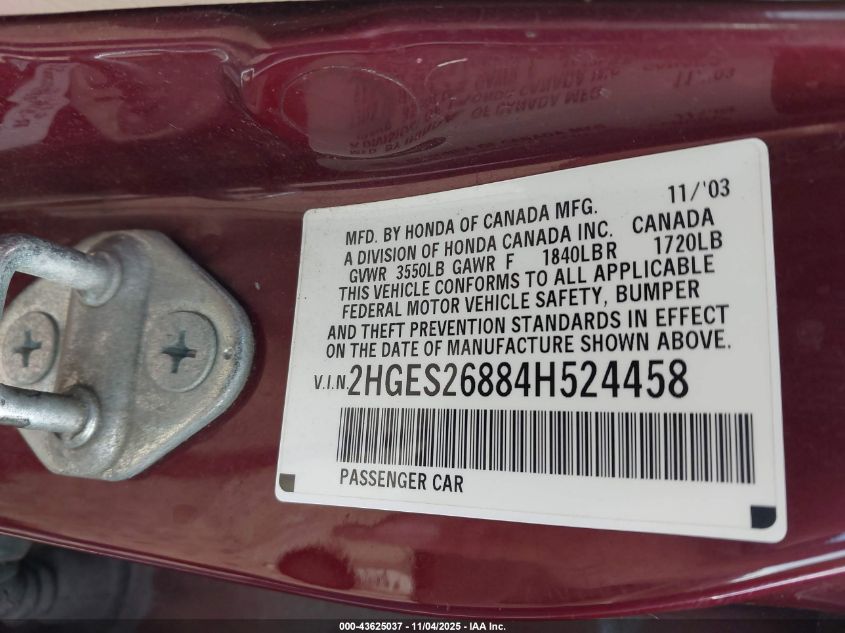 11/'03
MFD. BY HONDA OF CANADA MFG.
A DIVISION OF HONDA CANADA INC. CANADA
GVWR 3550LB GAWR F 1840LBR 1720LB
THIS VEHICLE CONFORMS TO ALL APPLICABLE
FEDERAL MOTOR VEHICLE SAFETY, BUMPER
AND THEFT PREVENTION STANDARDS IN EFFECT
ON THE DATE OF MANUFACTURE SHOWN ABOVE.
V.I.N. 2HGES26884H524458
PASSENGER CAR
000-43625037 - 11/04/2025 - IAA Inc.